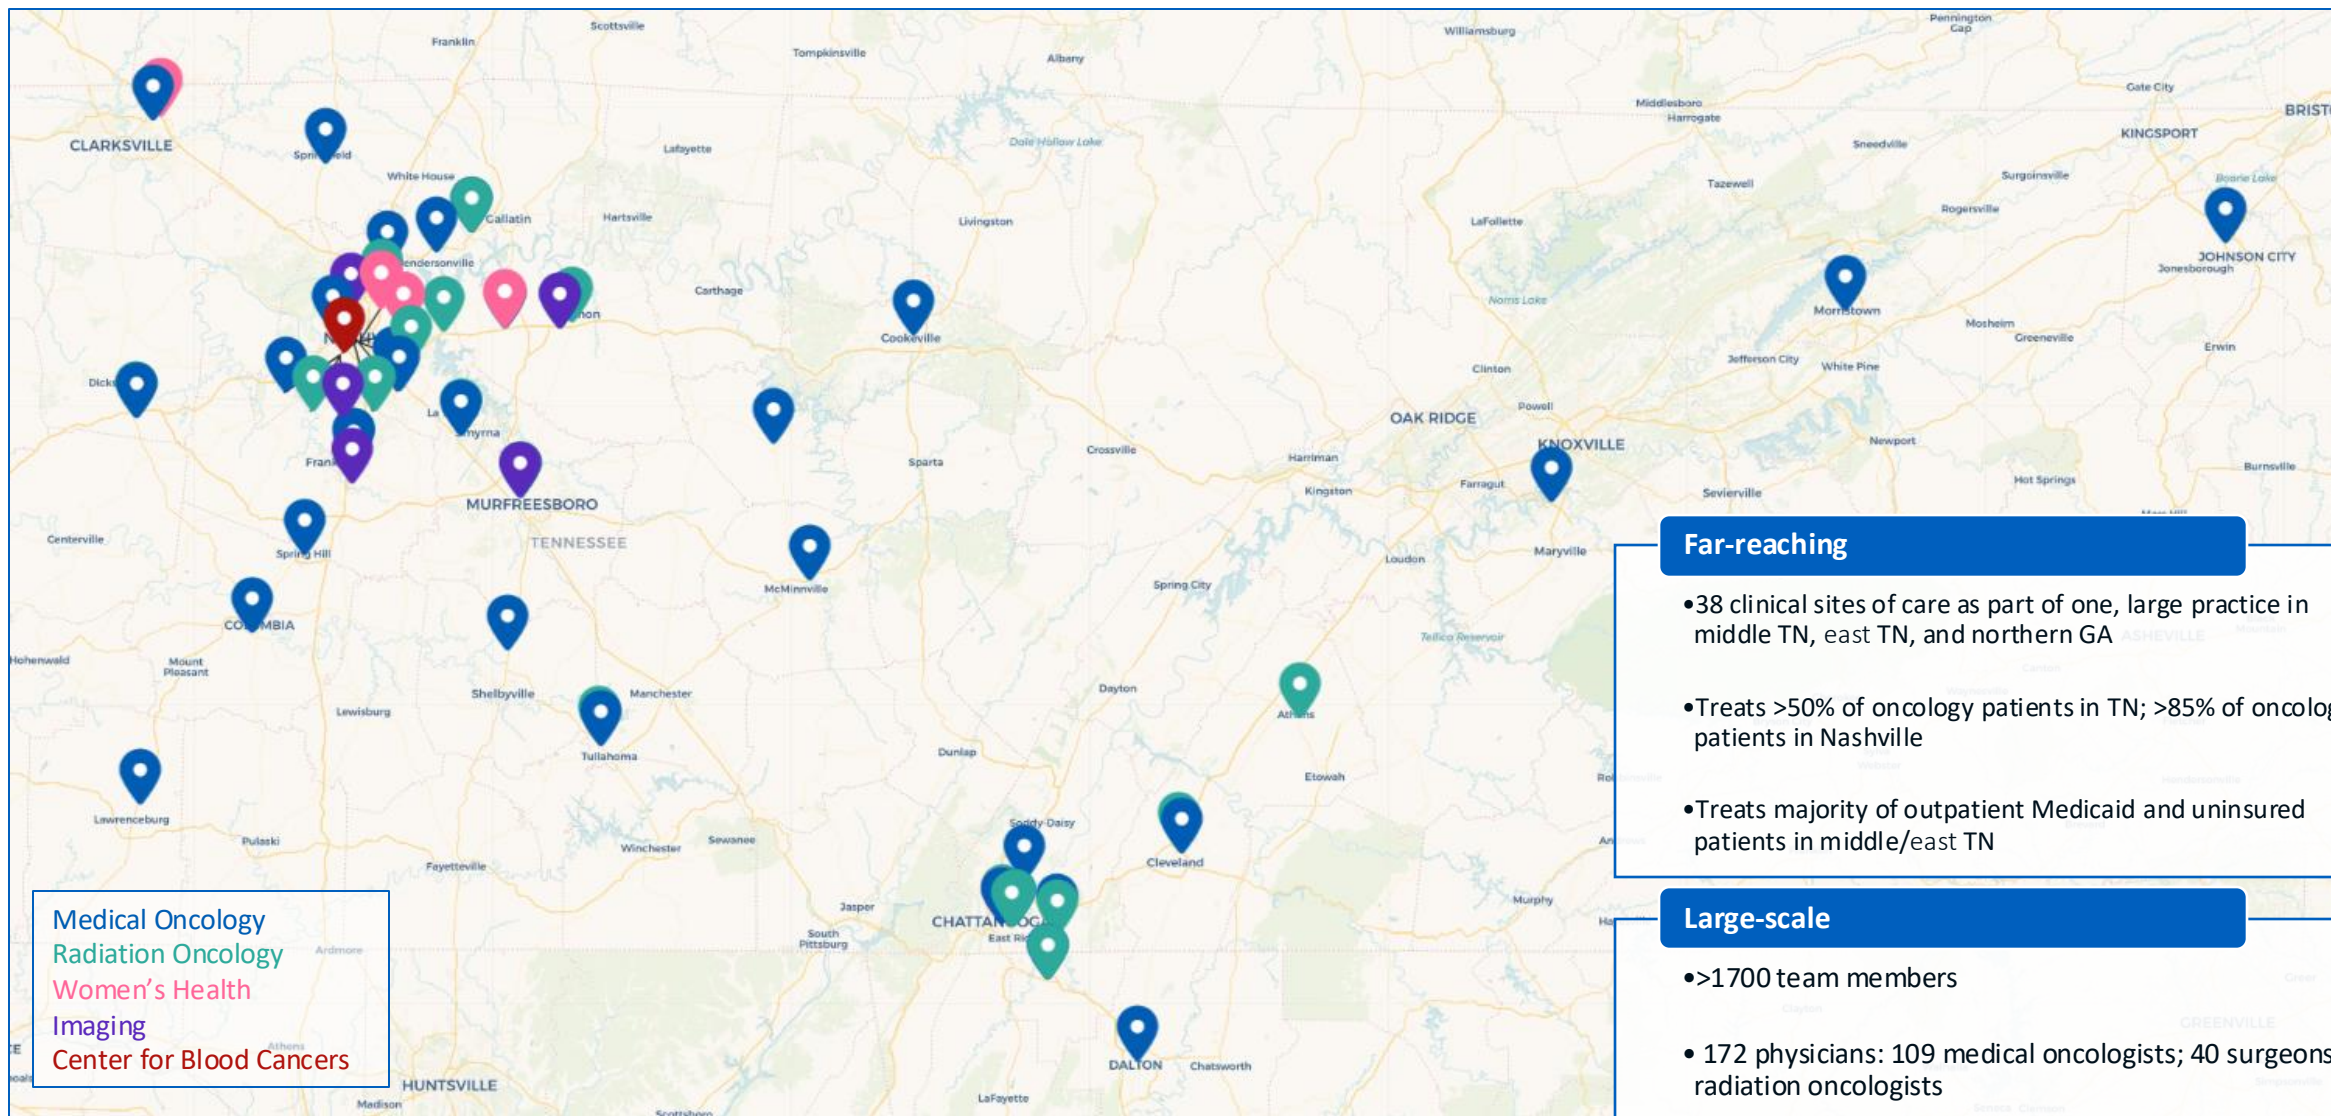 Scottsville
Franklin
Tompkinsville
Albany
Williamsburg
Pennington
Gap
Gate City
Middlesboro
Harrogate
KINGSPORT
CLARKSVILLE
Dale Hollow Lake
Sneedville
Lafayette
White House
Tazewell
Surgoinsville
Boone Lake
Gallatin
Hartsville
Livingston
LaFollette
Rogersville
JOHNSON CITY
Jonesborough
Carthage
Norris Lake
Morristown
Mosheim
Greeneville
Cookeville
Erwin
Jefferson City
White Pine
Clinton
Powell
OAK RIDGE
KNOXVILLE
Newport
Crossville
Harriman
Sparta
Burnsville
Kingston
Farragut
Sevierville
Hot Springs
MURFREESBORO
Centerville
TENNESSEE
Spring Hill
Maryville
Loudon
Spring City
McMinnville
Tellico Reservoir
Hohenwald
Mount
Pleasant
Shelbyville
Manchester
Dayton
Lewisburg
Tullahoma
Dunlap
Etowah
Lawrenceburg
Soddy-Daisy
Pulaski
Winchester
Sewanee
Cleveland
Fayetteville
Jasper
Murphy
South
Pittsburg
Ardmore
Athens
DALTON
Chatsworth
HUNTSVILLE
Madison
LaFayette
Scottsboro
Far-reaching
•38 clinical sites of care as part of one, large practice in
middle TN, east TN, and northern GA
ASHEVILLE
•Treats >50% of oncology patients in TN; >85% of
patients in Nashville
•Treats majority of outpatient Medicaid and uninsured
patients in middle/east TN
Large-scale
•>1700 team members
• 172 physicians: 109 medical oncologists; 40 surgeons
radiation oncologists
Greer
Clayton
GREENVILLE
Medical Oncology
Radiation Oncology
Women’s Health
Imaging
Center for Blood Cancers